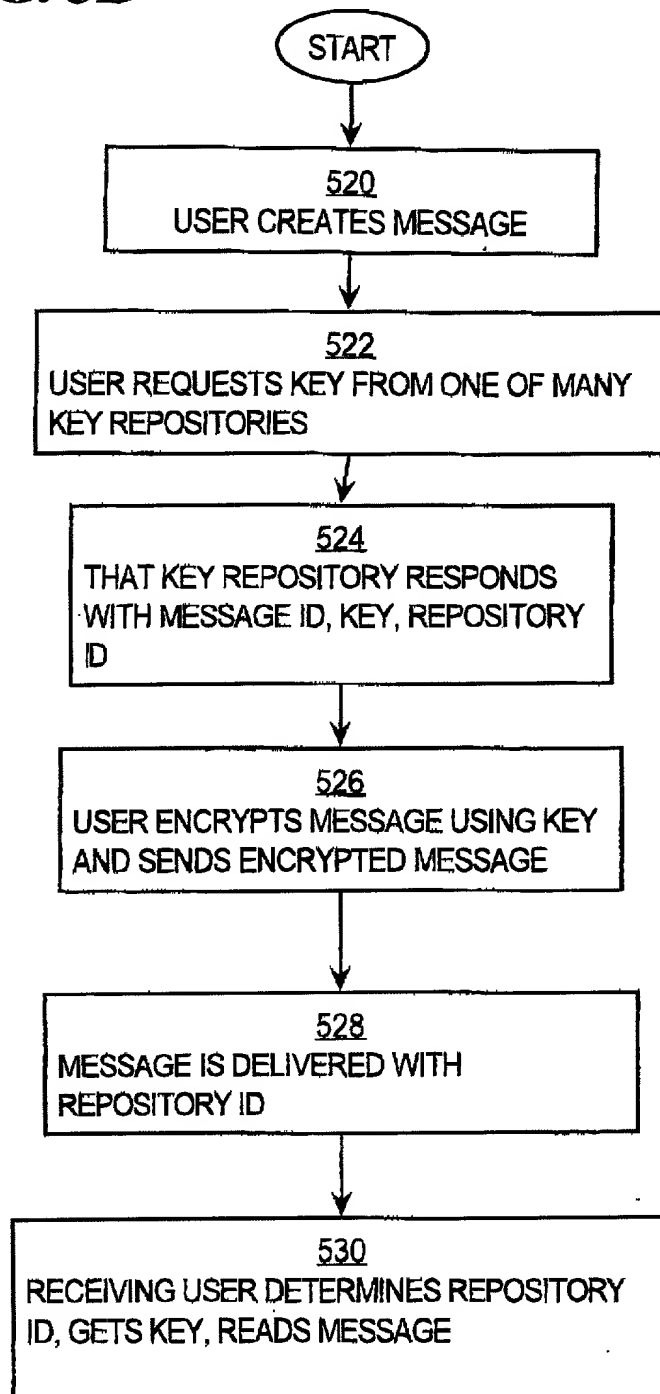 START
520
USER CREATES MESSAGE
522
USER REQUESTS KEY FROM ONE OF MANY
KEY REPOSITORIES
524
THAT KEY REPOSITORY RESPONDS
WITH MESSAGE ID, KEY, REPOSITORY
ID
526
USER ENCRYPTS MESSAGE USING KEY
AND SENDS ENCRYPTED MESSAGE
528
MESSAGE IS DELIVERED WITH
REPOSITORY ID
530
RECEIVING USER DETERMINES REPOSITORY
ID, GETS KEY, READS MESSAGE